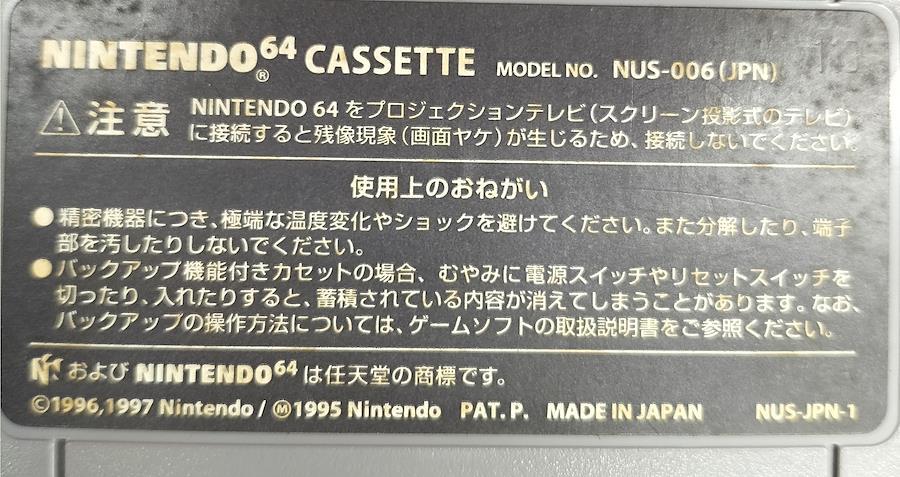 NINTENDO64® CASSETTE MODEL NO. NUS-006(JPN)
⚠注意 NINTENDO 64 をプロジェクションテレビ(スクリーン投影式のテレビ)
に接続すると残像現象(画面ヤケ)が生じるため、接続しないでください。
使用上のおねがい
●精密機器につき、極端な温度変化やショックを避けてください。また分解したり、端子
部を汚したりしないでください。
●バックアップ機能付きカセットの場合、むやみに電源スイッチやリセットスイッチを
切ったり、入れたりすると、蓄積されている内容が消えてしまうことがあります。なお、
バックアップの操作方法については、ゲームソフトの取扱説明書をご参照ください。
および NINTENDO64 は任天堂の商標です。
©1996,1997 Nintendo / Ⓜ1995 Nintendo PAT. P. MADE IN JAPAN NUS-JPN-1